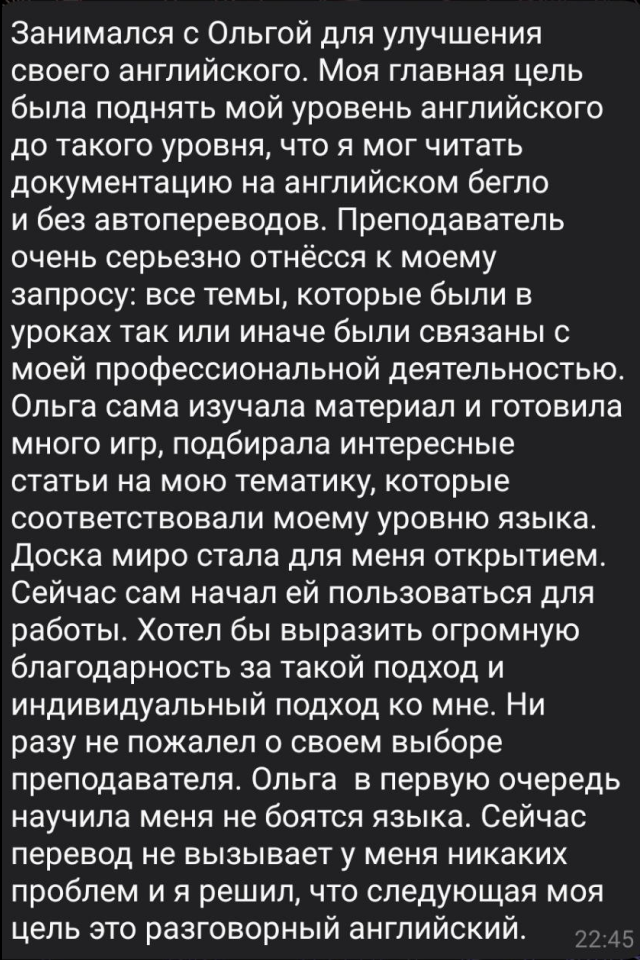 Занимался с Ольгой для улучшения
своего английского. Моя главная цель
была поднять мой уровень английского
до такого уровня, что я мог читать
документацию на английском бегло
и без автопереводов. Преподаватель
очень серьезно отнёсся к моему
запросу: все темы, которые были в
уроках так или иначе были связаны с
моей профессиональной деятельностью.
Ольга сама изучала материал и готовила
много игр, подбирала интересные
статьи на мою тематику, которые
соответствовали моему уровню языка.
Доска миро стала для меня открытием.
Сейчас сам начал ей пользоваться для
работы. Хотел бы выразить огромную
благодарность за такой подход и
индивидуальный подход ко мне. Ни
разу не пожалел о своем выборе
преподавателя. Ольга  в первую очередь
научила меня не боятся языка. Сейчас
перевод не вызывает у меня никаких
проблем и я решил, что следующая моя
цель это разговорный английский.
22:45